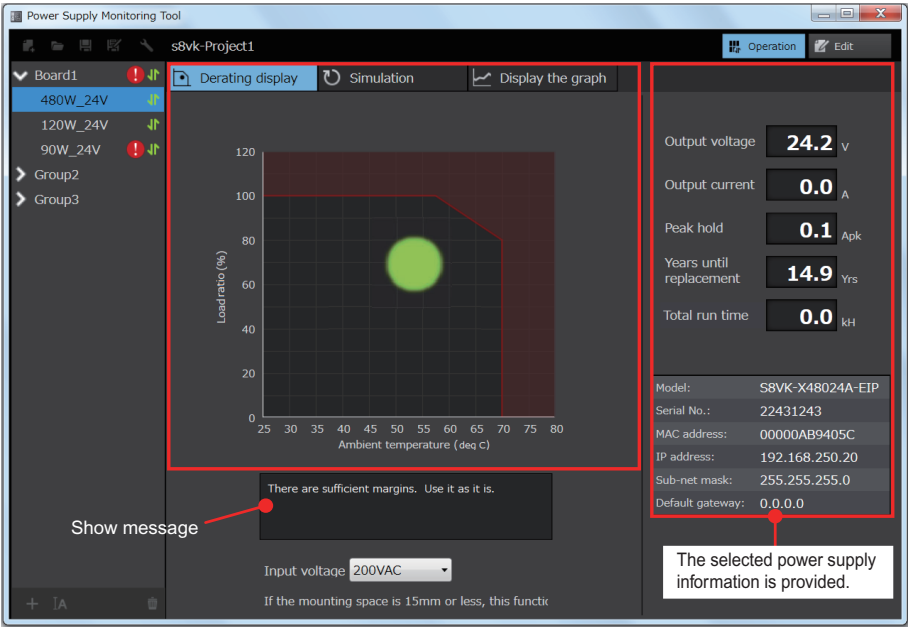 Power Supply Monitoring Tool
s8vk-Project1
Operation
Edit
Board1
480W_24V
120W_24V
90W_24V
Group2
Group3
Derating display
Simulation
Display the graph
120
100
80
60
40
20
0
Load ratio (%)
25 30 35 40 45 50 55 60 65 70 75 80
Ambient temperature (deg C)
Output voltage 24.2 V
Output current 0.0 A
Peak hold 0.1 Apk
Years until
replacement 14.9 Yrs
Total run time 0.0 kH
Model: S8VK-X48024A-EIP
Serial No.: 22431243
MAC address: 00000AB9405C
IP address: 192.168.250.20
Sub-net mask: 255.255.255.0
Default gateway: 0.0.0.0
There are sufficient margins. Use it as it is.
Show message
The selected power supply
information is provided.
Input voltage 200VAC
If the mounting space is 15mm or less, this functic